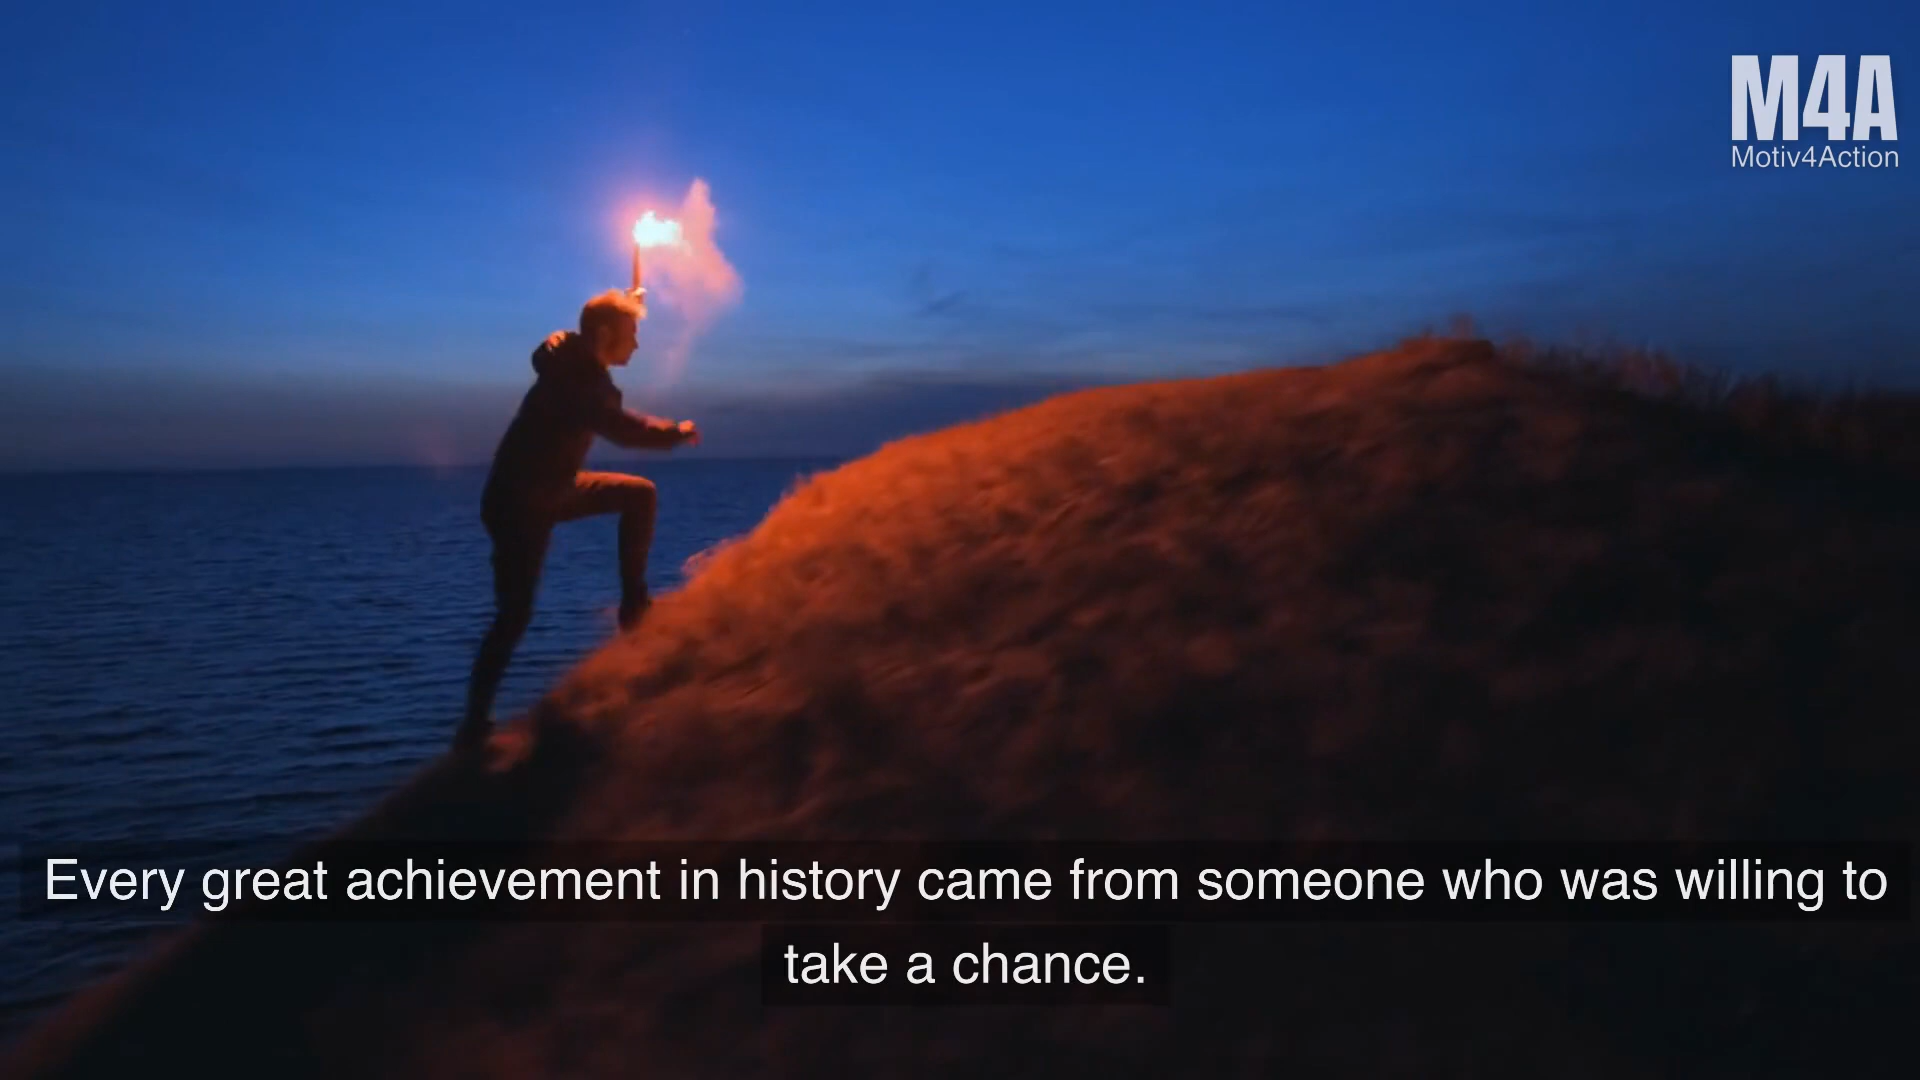 M4A
Motiv4Action
Every great achievement in history came from someone who was willing to
take a chance.